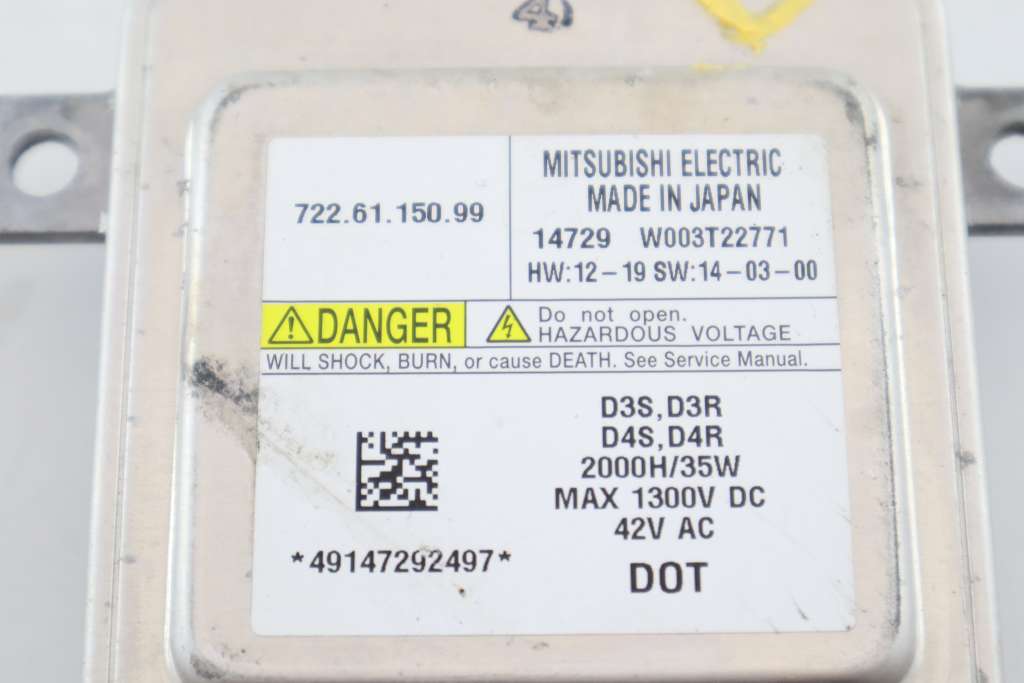 4
722.61.150.99
MITSUBISHI ELECTRIC
MADE IN JAPAN
14729 W003T22771
HW:12-19 SW:14-03-00
DANGER
Do not open.
HAZARDOUS VOLTAGE
WILL SHOCK, BURN, or cause DEATH. See Service Manual.
D3S,D3R
D4S,D4R
2000H/35W
MAX 1300V DC
42V AC
*49147292497*
DOT